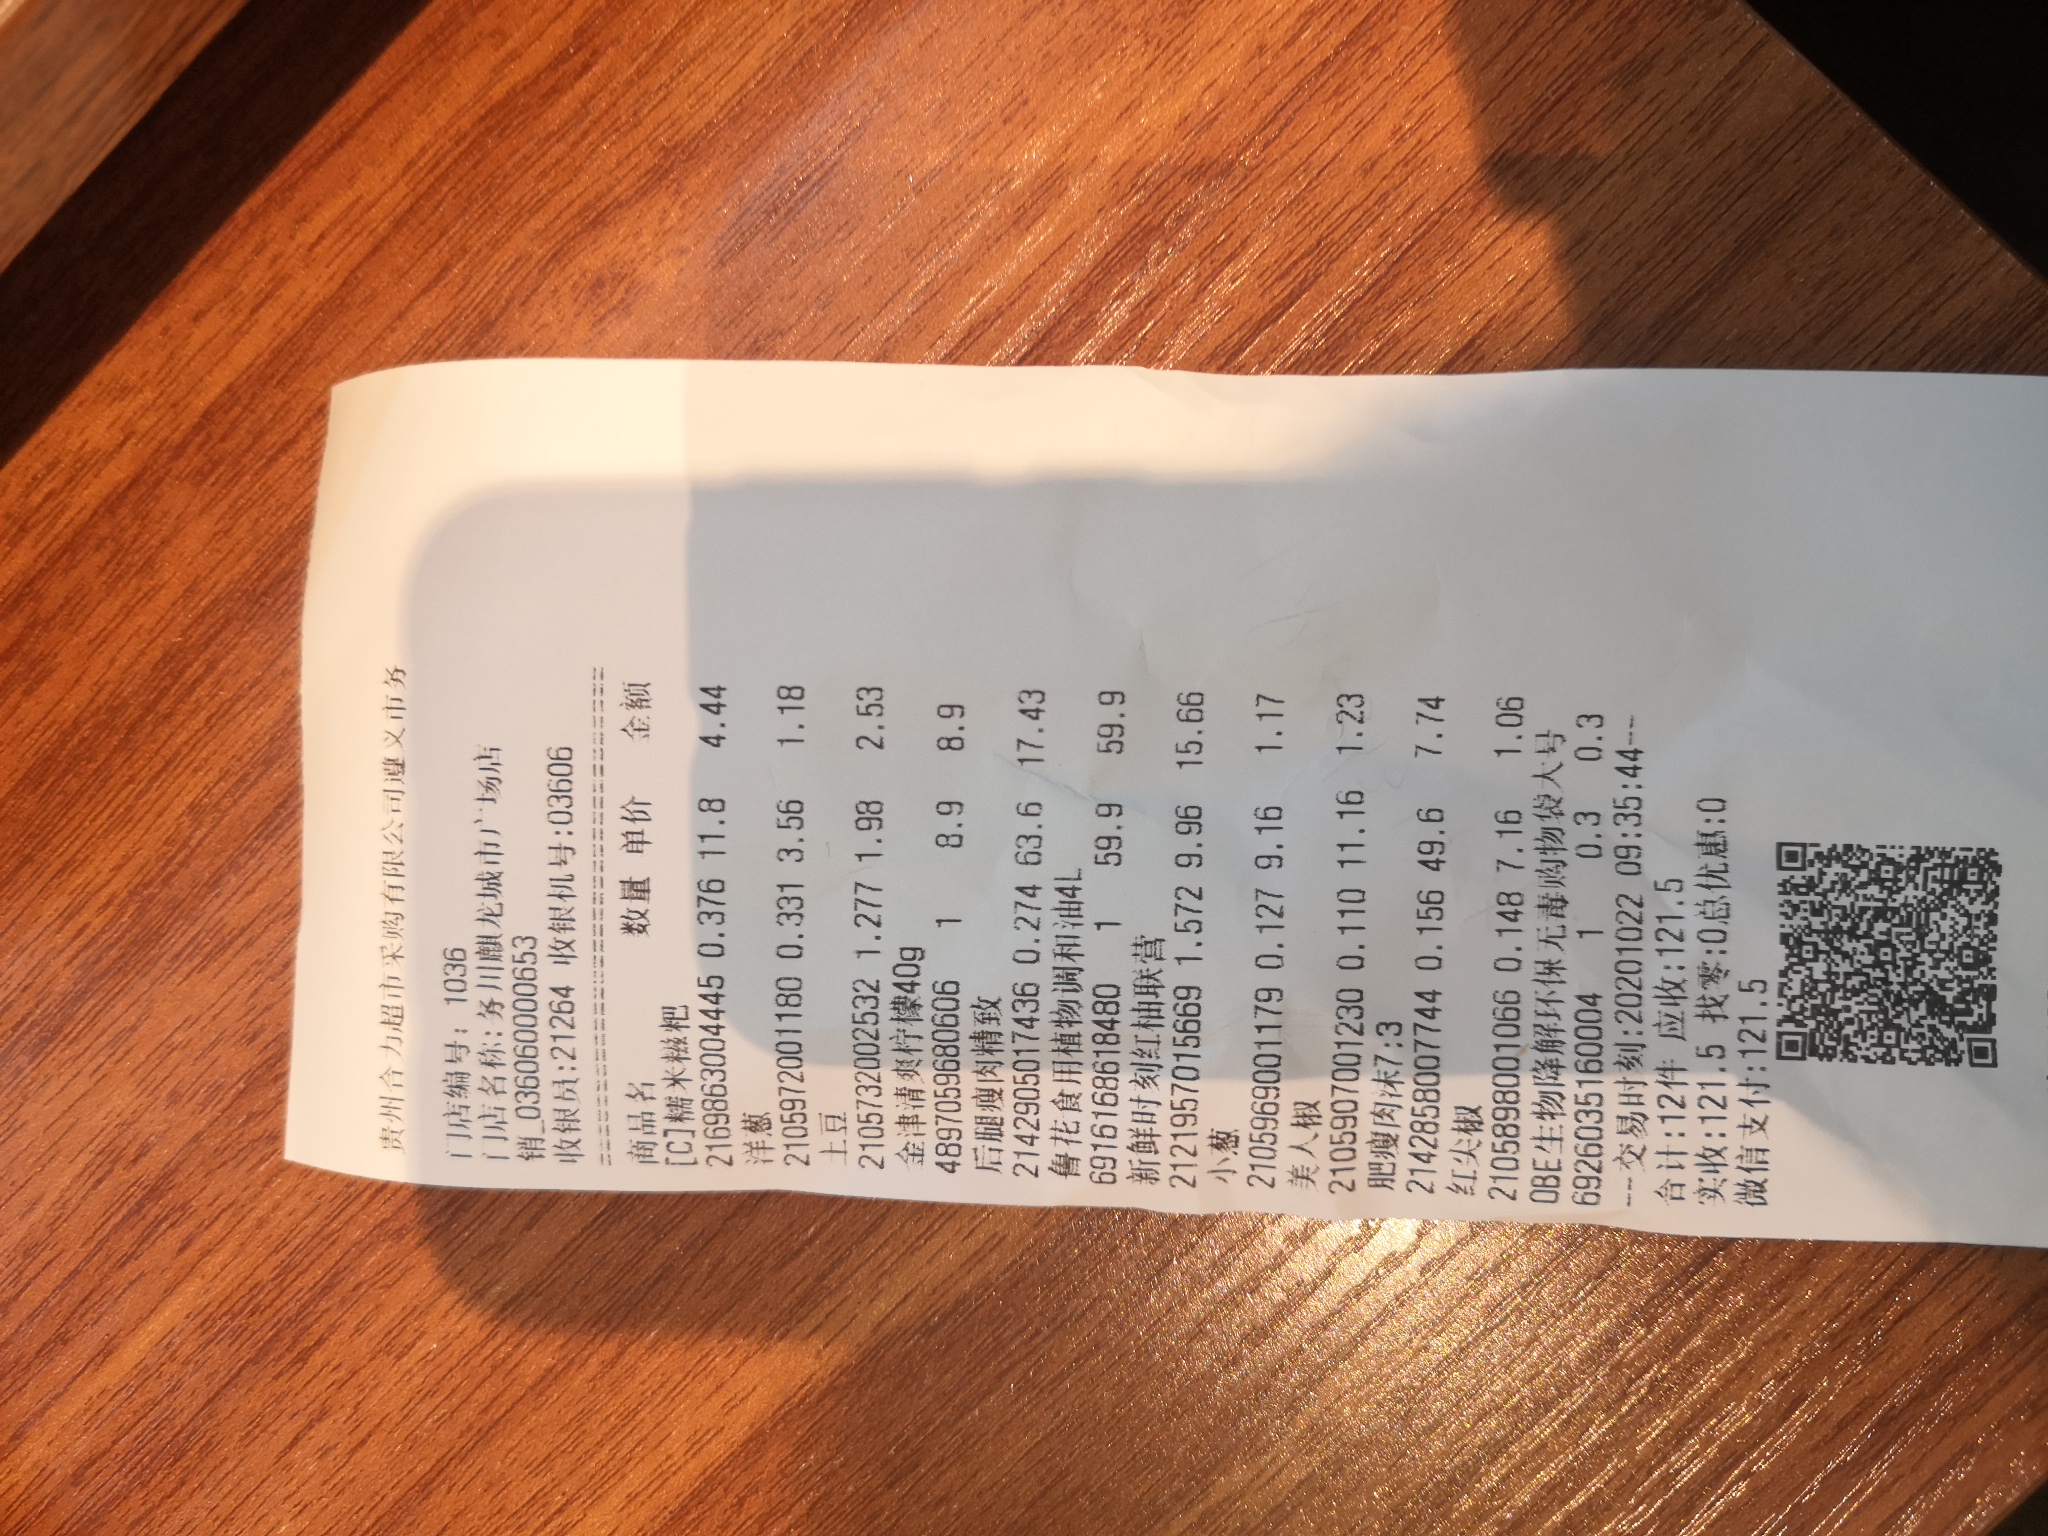 贵州合力超市采购有限公司遵义市务
门店编号: 1036
门店名称:务川麒龙城市广场店
销_0360600000653
收银员:21264 收银机号:03606
商品名 数量 单价 金额
[C]糯米糍粑
2169863004445 0.376 11.8 4.44
洋葱
2105972001180 0.331 3.56 1.18
土豆
2105732002532 1.277 1.98 2.53
金津清爽柠檬40g
4897059680606 1 8.9 8.9
后腿瘦肉精致
2142905017436 0.274 63.6 17.43
鲁花食用植物调和油4L
6916168618480 1 59.9 59.9
新鲜时刻红柚联营
2121957015669 1.572 9.96 15.66
小葱
2105969001179 0.127 9.16 1.17
美人椒
2105907001230 0.110 11.16 1.23
肥瘦肉沫7:3
2142858007744 0.156 49.6 7.74
红尖椒
2105898001066 0.148 7.16 1.06
OBE生物降解环保无毒购物袋大号
6926035160004 1 0.3 0.3
---交易时刻:20201022 09:35:44---
合计:12件 应收:121.5
实收:121.5 找零:0总优惠:0
微信支付:121.5